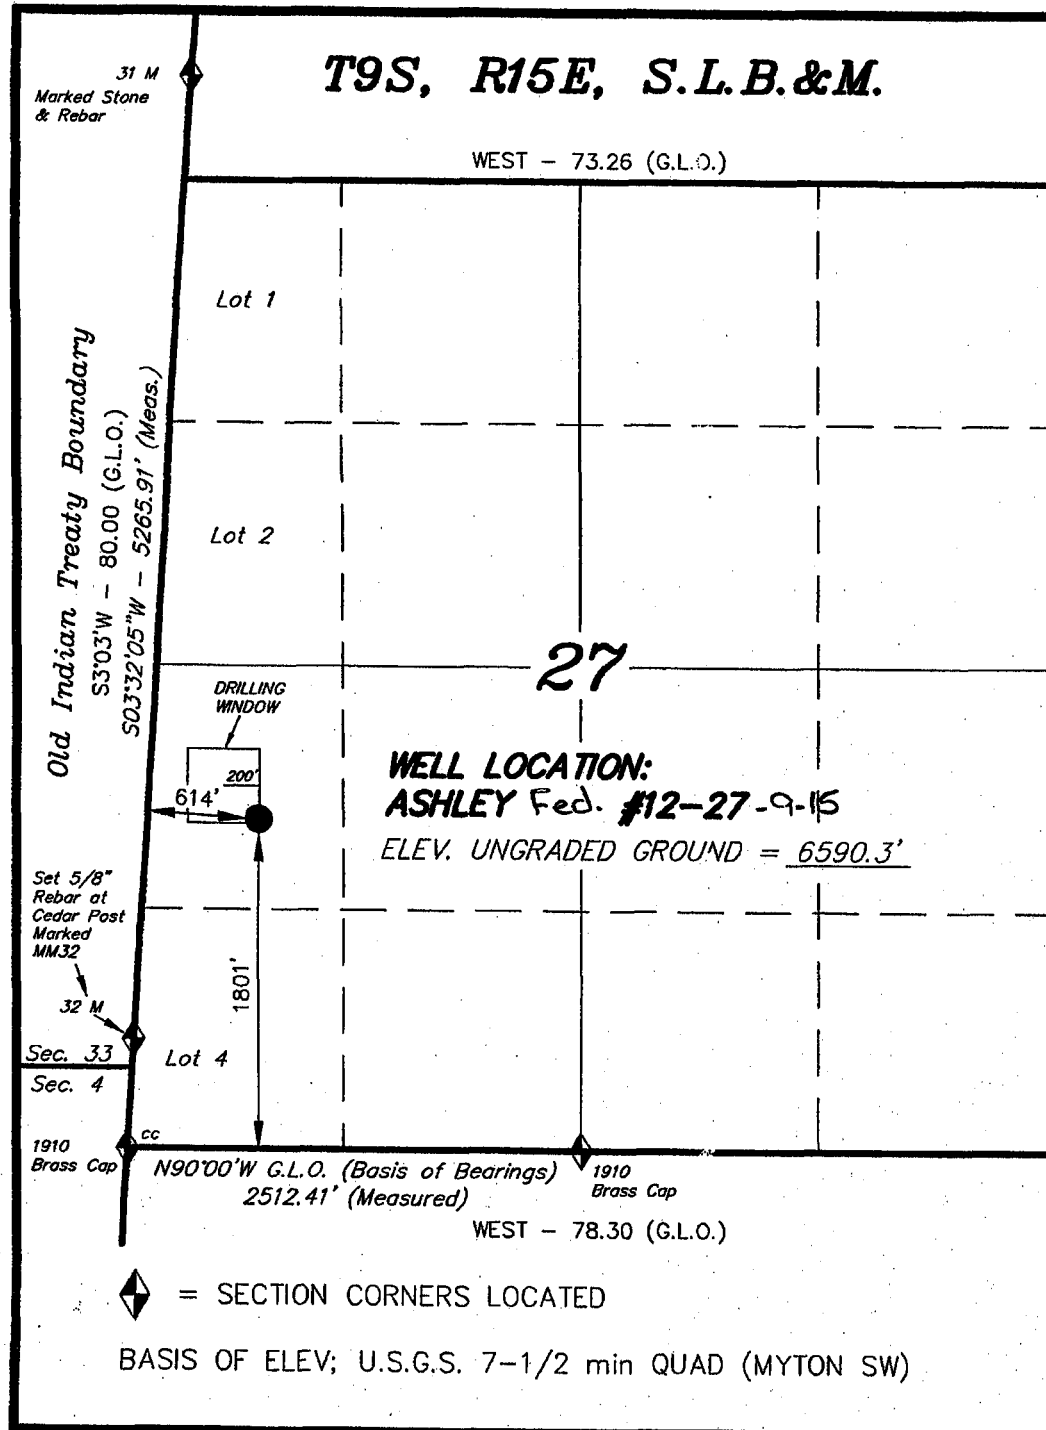 T9S, R15E, S.L.B.&M.
31 M
Marked Stone
& Rebar
WEST - 73.26 (G.L.O.)
Lot 1
Old Indian Treaty Boundary
S3°03'W - 80.00 (G.L.O.)
S03°32'05"W - 5265.91' (Meas.)
Lot 2
27
DRILLING
WINDOW
200'
614'
WELL LOCATION:
ASHLEY Fed. #12-27-9-15
ELEV. UNGRADED GROUND = 6590.3'
Set 5/8"
Rebar at
Cedar Post
Marked
MM32
1801'
32 M
Sec. 33
Lot 4
Sec. 4
cc
1910
Brass Cap
N90°00'W G.L.O. (Basis of Bearings)
2512.41' (Measured)
1910
Brass Cap
WEST - 78.30 (G.L.O.)
= SECTION CORNERS LOCATED
BASIS OF ELEV; U.S.G.S. 7-1/2 min QUAD (MYTON SW)